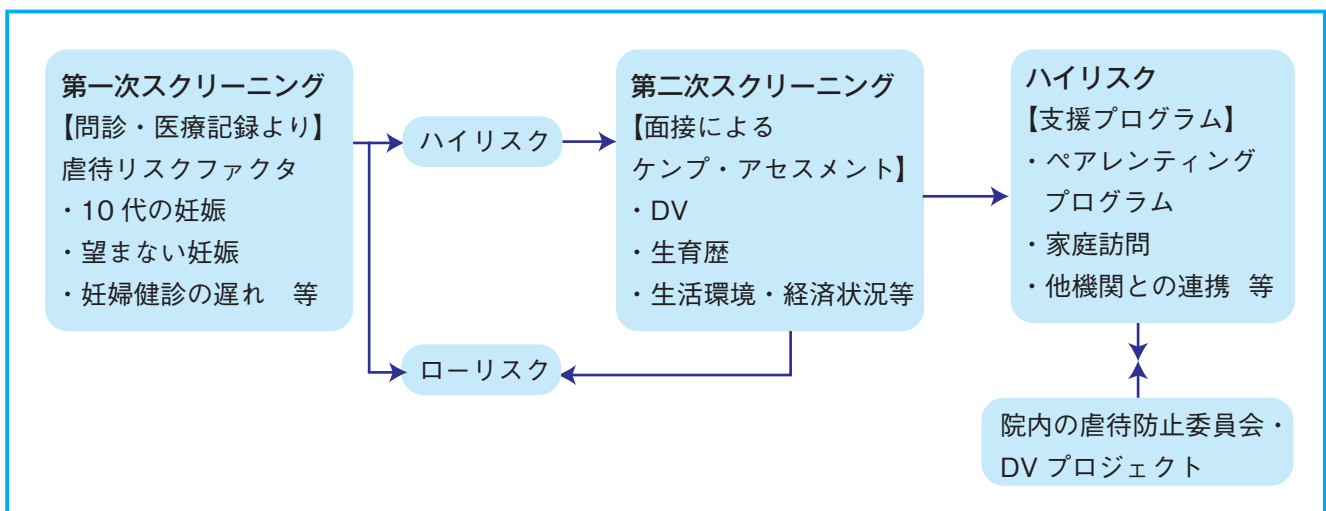 第一次スクリーニング
【問診・医療記録より】
虐待リスクファクタ
・10 代の妊娠
・望まない妊娠
・妊婦健診の遅れ 等
ハイリスク
ローリスク
第二次スクリーニング
【面接による
ケンプ・アセスメント】
・DV
・生育歴
・生活環境・経済状況等
ハイリスク
【支援プログラム】
・ペアレンティング
プログラム
・家庭訪問
・他機関との連携 等
院内の虐待防止委員会・
DV プロジェクト